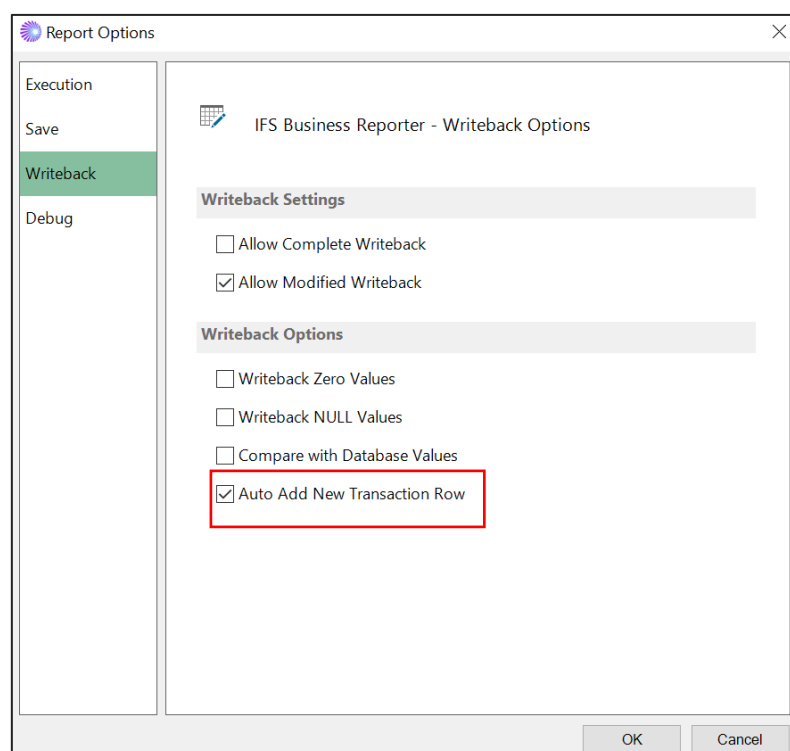 Report Options
Execution
Save
Writeback
Debug
IFS Business Reporter - Writeback Options
Writeback Settings
Allow Complete Writeback
Allow Modified Writeback
Writeback Options
Writeback Zero Values
Writeback NULL Values
Compare with Database Values
Auto Add New Transaction Row
OK
Cancel